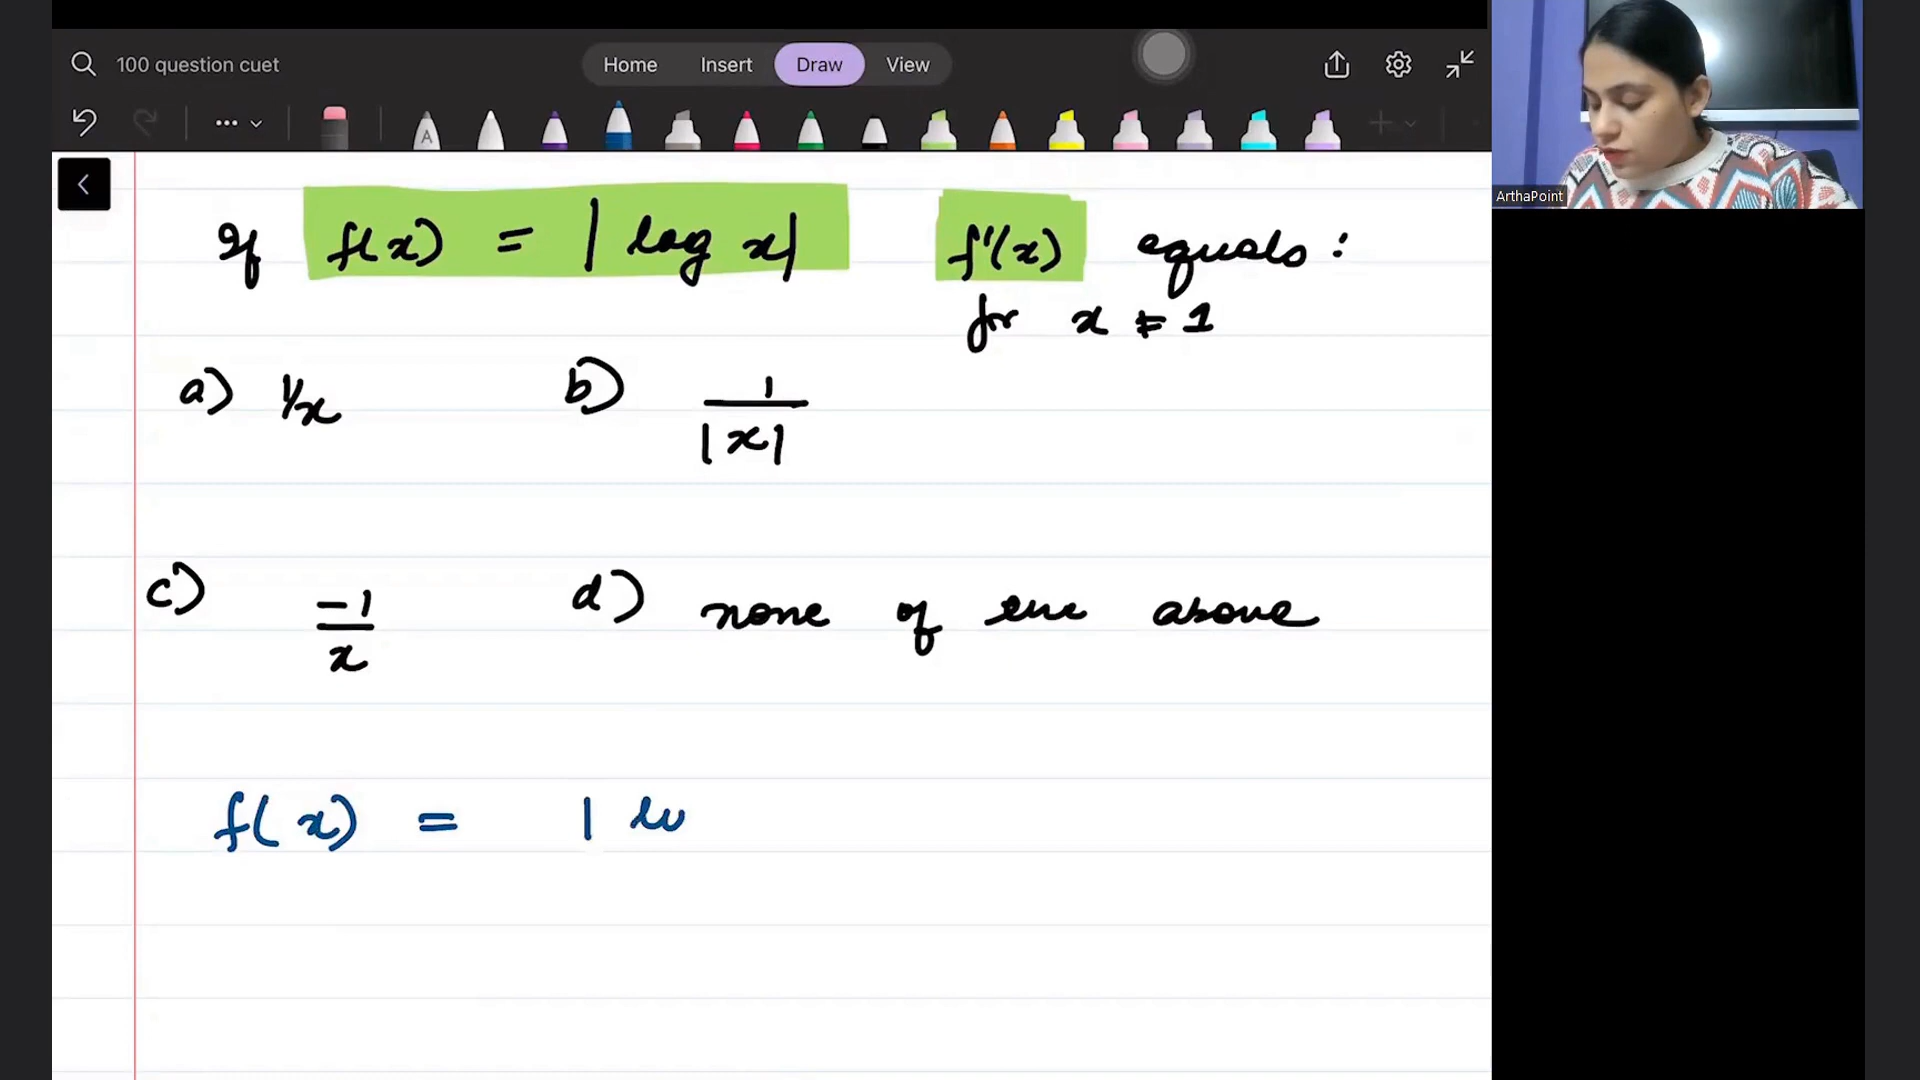 100 question cuet
Home Insert Draw View
A
ArthaPoint
If f(x) = | log x| f'(x) equals :
for x ≠ 1
a) 1/x b) 1/|x|
c) -1/x d) none of the above
f(x) = | lo